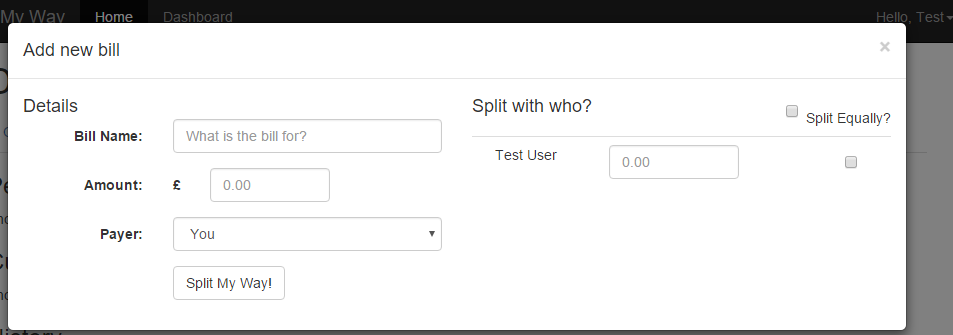 My Way Home Dashboard Hello, Test
Add new bill ×
Details
Bill Name: What is the bill for?
Amount: £ 0.00
Payer: You
Split My Way!
Split with who? Split Equally?
Test User 0.00